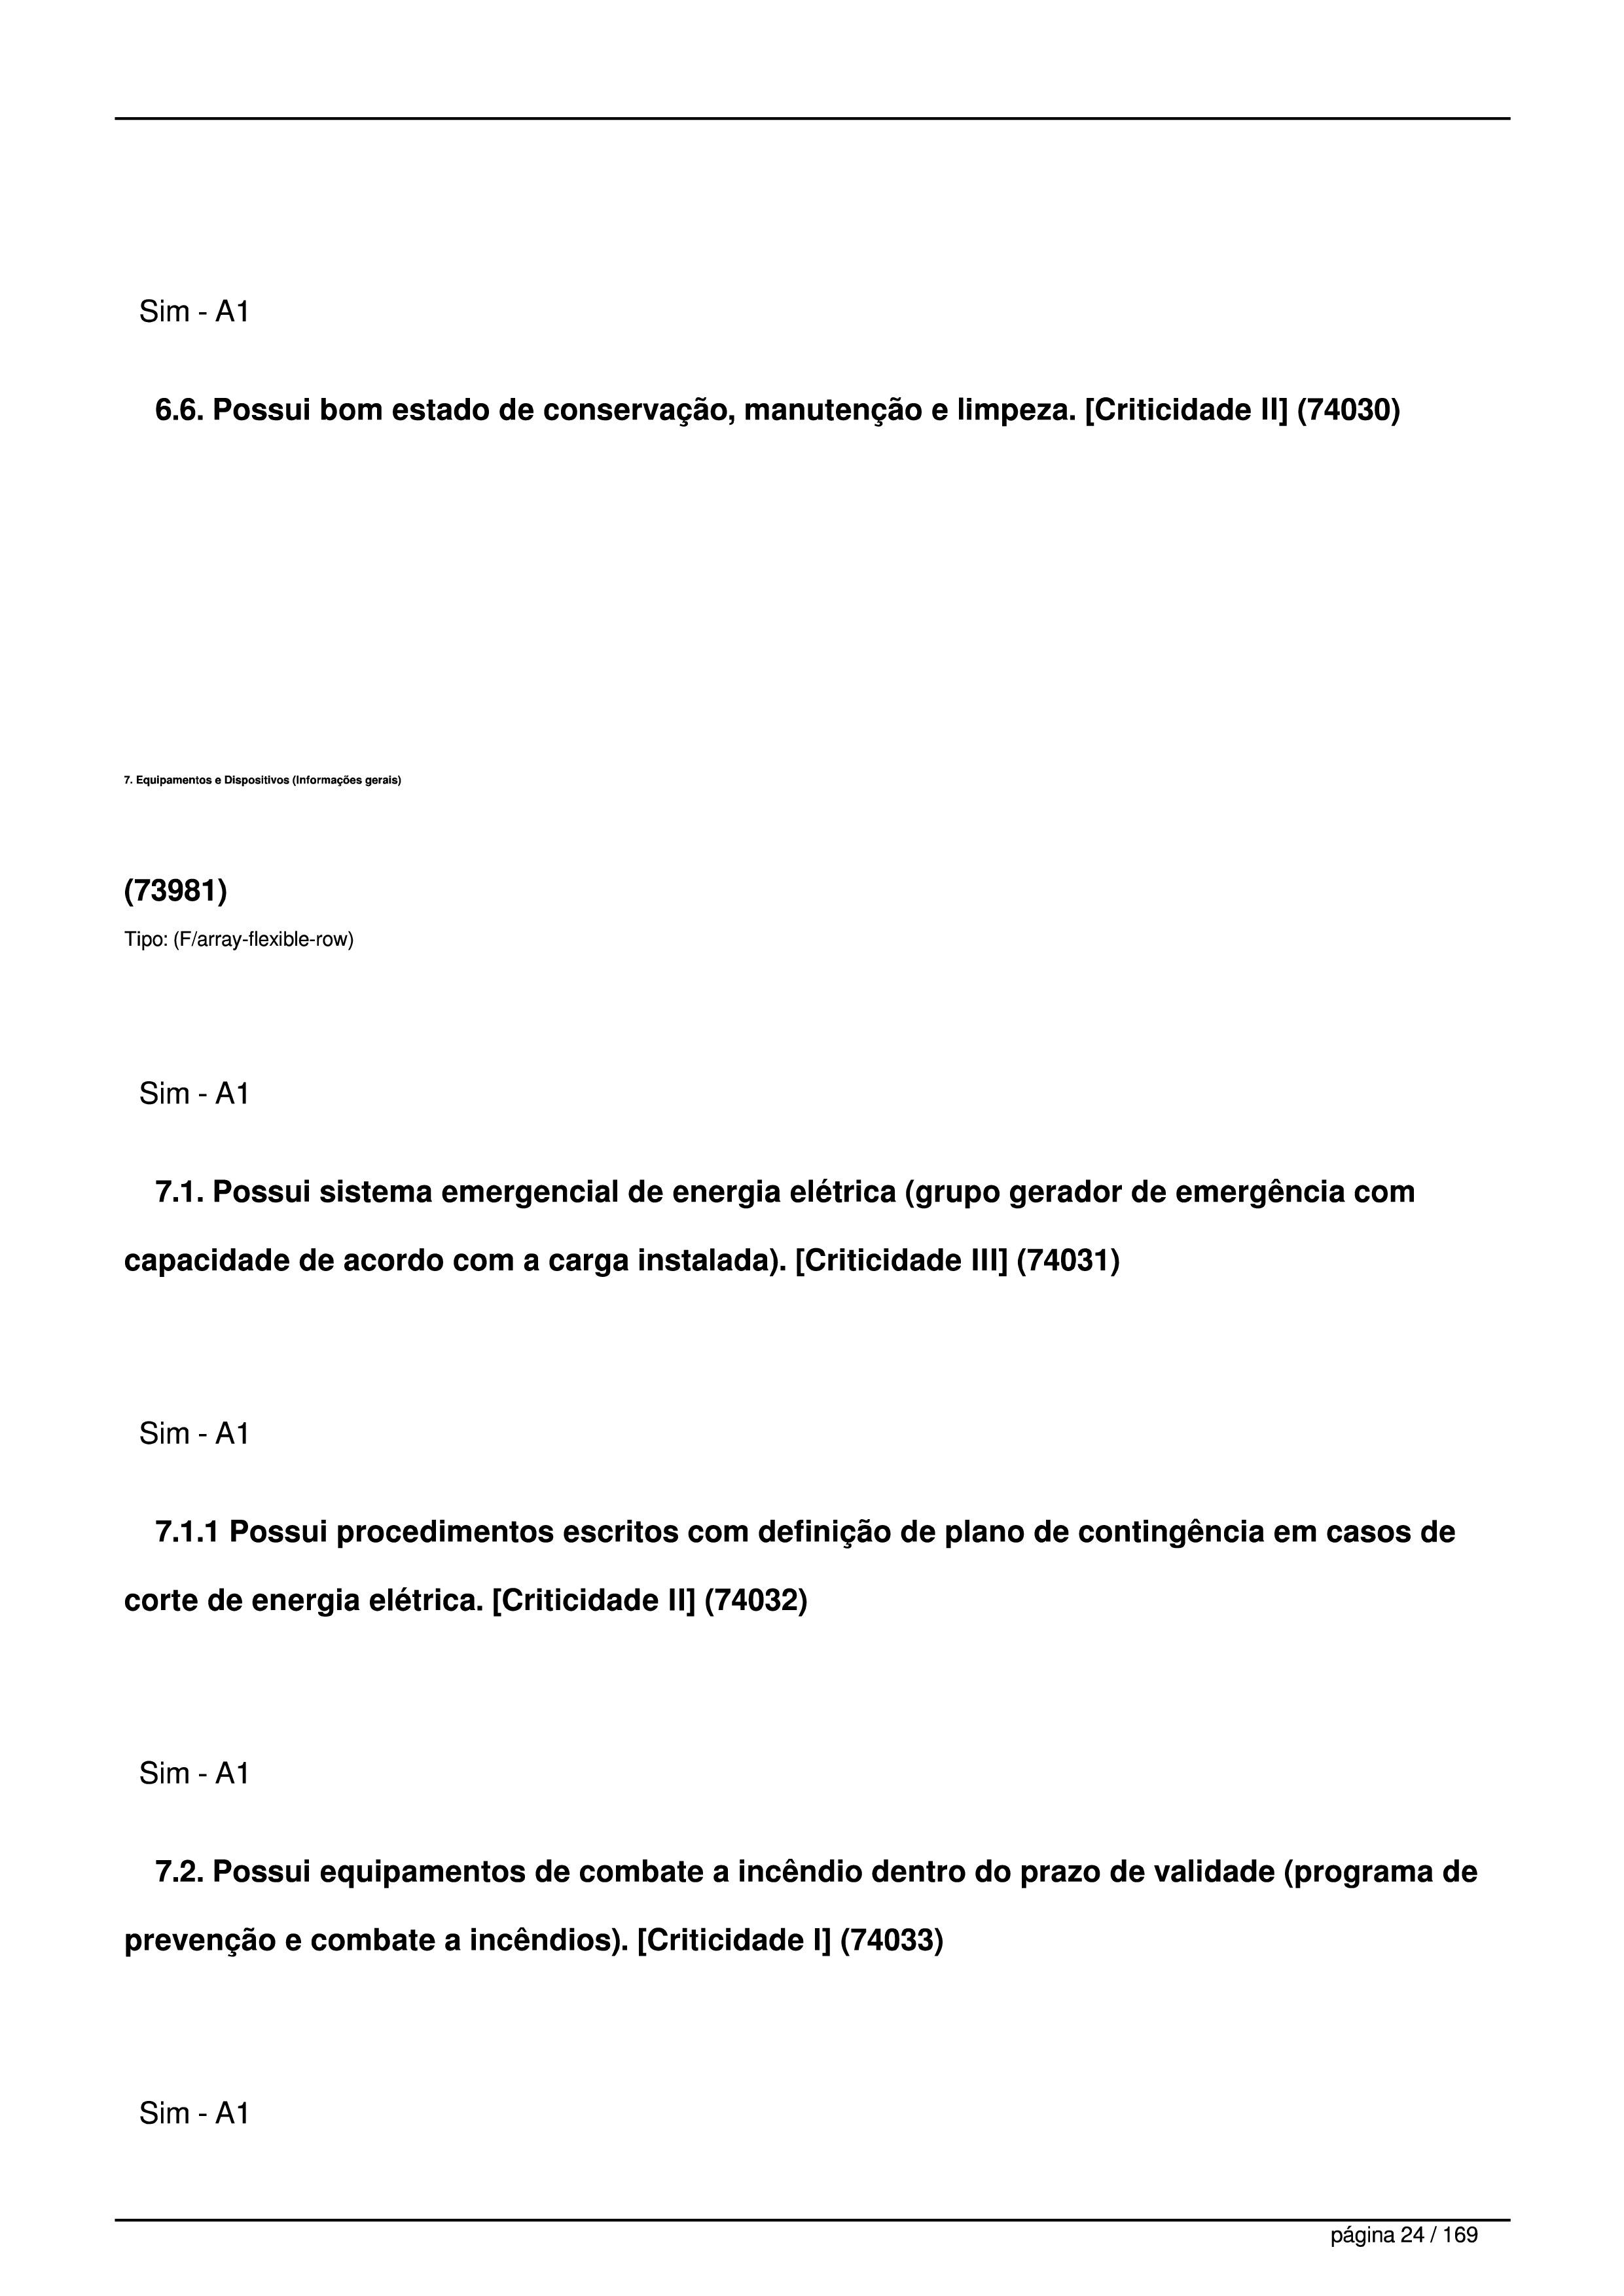 Sim - A1
6.6. Possui bom estado de conservação, manutenção e limpeza. [Criticidade II] (74030)
7. Equipamentos e Dispositivos (Informações gerais)
(73981)
Tipo: (F/array-flexible-row)
Sim - A1
7.1. Possui sistema emergencial de energia elétrica (grupo gerador de emergência com
capacidade de acordo com a carga instalada). [Criticidade III] (74031)
Sim - A1
7.1.1 Possui procedimentos escritos com definição de plano de contingência em casos de
corte de energia elétrica. [Criticidade II] (74032)
Sim - A1
7.2. Possui equipamentos de combate a incêndio dentro do prazo de validade (programa de
prevenção e combate a incêndios). [Criticidade I] (74033)
Sim - A1
página 24 / 169